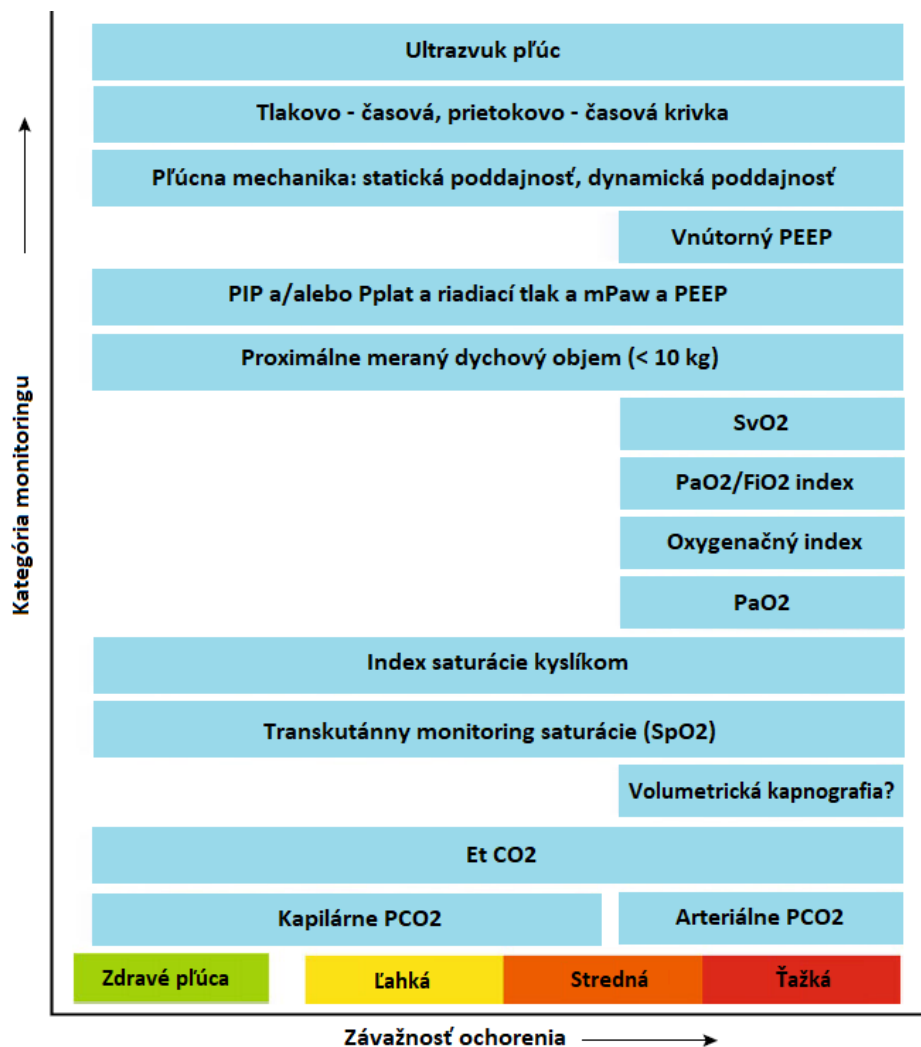 Ultrazvuk pľúc
Tlakovo - časová, prietokovo - časová krivka
Pľúcna mechanika: statická poddajnosť, dynamická poddajnosť
Vnútorný PEEP
PIP a/alebo Pplat a riadiací tlak a mPaw a PEEP
Proximálne meraný dychový objem (< 10 kg)
SvO2
PaO2/FiO2 index
Oxygenačný index
PaO2
Index saturácie kyslíkom
Transkutánny monitoring saturácie (SpO2)
Volumetrická kapnografia?
Et CO2
Kapilárne PCO2
Arteriálne PCO2
Zdravé pľúca
Ľahká
Stredná
Ťažká
Kategória monitoringu
Závažnosť ochorenia